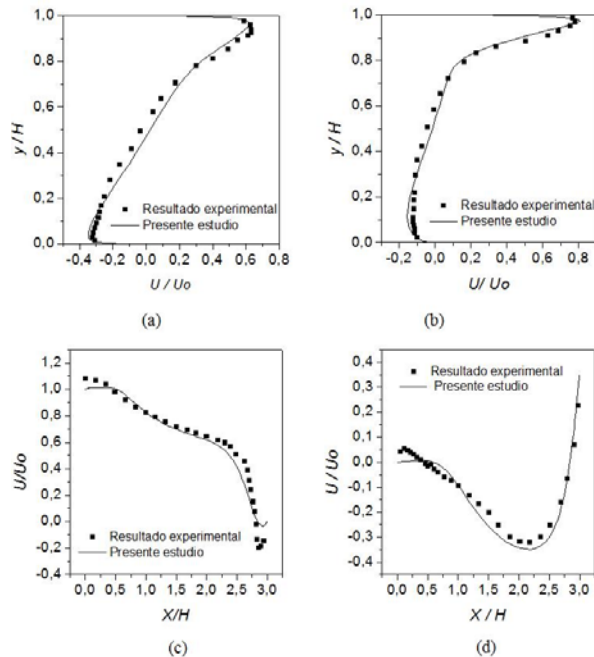 1,0
0,8
0,6
0,4
0,2
0,0
y / H
Resultado experimental
Presente estudio
-0,4 -0,2 0,0 0,2 0,4 0,6 0,8
U / Uo
(a)
1,0
0,8
0,6
0,4
0,2
0,0
y / H
Resultado experimental
Presente estudio
-0,2 0,0 0,2 0,4 0,6 0,8
U/ Uo
(b)
1,2
1,0
0,8
0,6
0,4
0,2
0,0
-0,2
-0,4
U/Uo
Resultado experimental
Presente estudio
0,0 0,5 1,0 1,5 2,0 2,5 3,0
X/H
(c)
0,4
0,3
0,2
0,1
0,0
-0,1
-0,2
-0,3
-0,4
U / Uo
Resultado experimental
Presente estudio
0,0 0,5 1,0 1,5 2,0 2,5 3,0
X / H
(d)